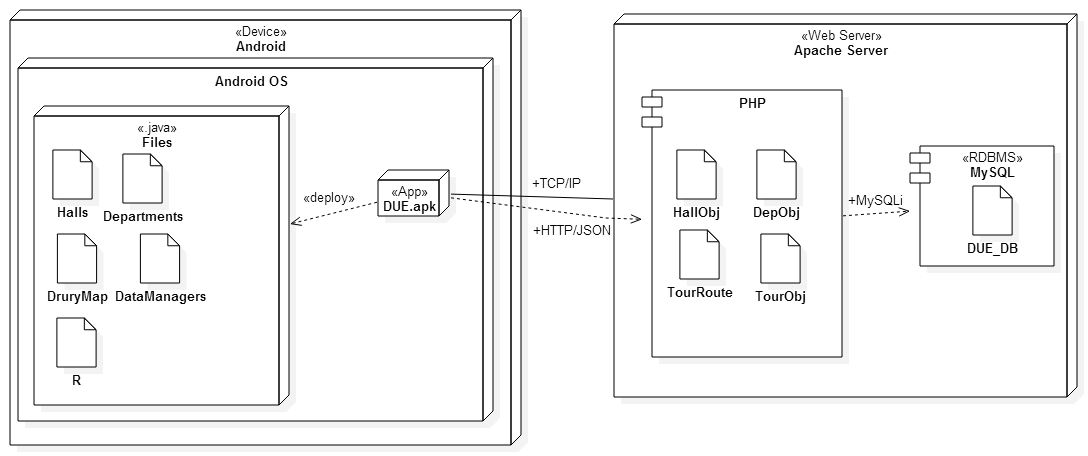 «Device»
Android
Android OS
«.java»
Files
Halls
Departments
DruryMap
DataManagers
R
«deploy»
«App»
DUE.apk
+TCP/IP
+HTTP/JSON
«Web Server»
Apache Server
PHP
HallObj
DepObj
TourRoute
TourObj
+MySQLi
«RDBMS»
MySQL
DUE_DB